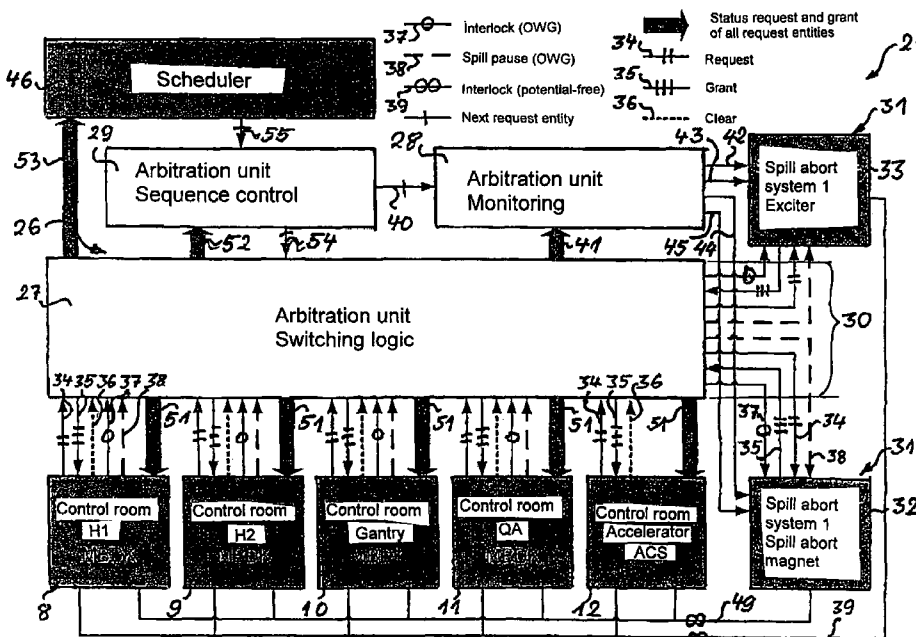 37
Interlock (OWG)
38
Spill pause (OWG)
39
Interlock (potential-free)
Next request entity
Status request and grant
of all request entities
34
Request
35
Grant
36
Clear
46
Scheduler
55
53
29
Arbitration unit
Sequence control
28
Arbitration unit
Monitoring
40
43
42
31
Spill abort
system 1
Exciter
33
26
52
54
41
45
44
27
Arbitration unit
Switching logic
30
34
35
36
37
38
51
51
51
51
34
35
36
51
37
35
34
38
31
Control room
H1
Control room
H2
Control room
Gantry
Control room
QA
Control room
Accelerator
ACS
Spill abort
system 1
Spill abort
magnet
32
8
9
10
11
12
49
39